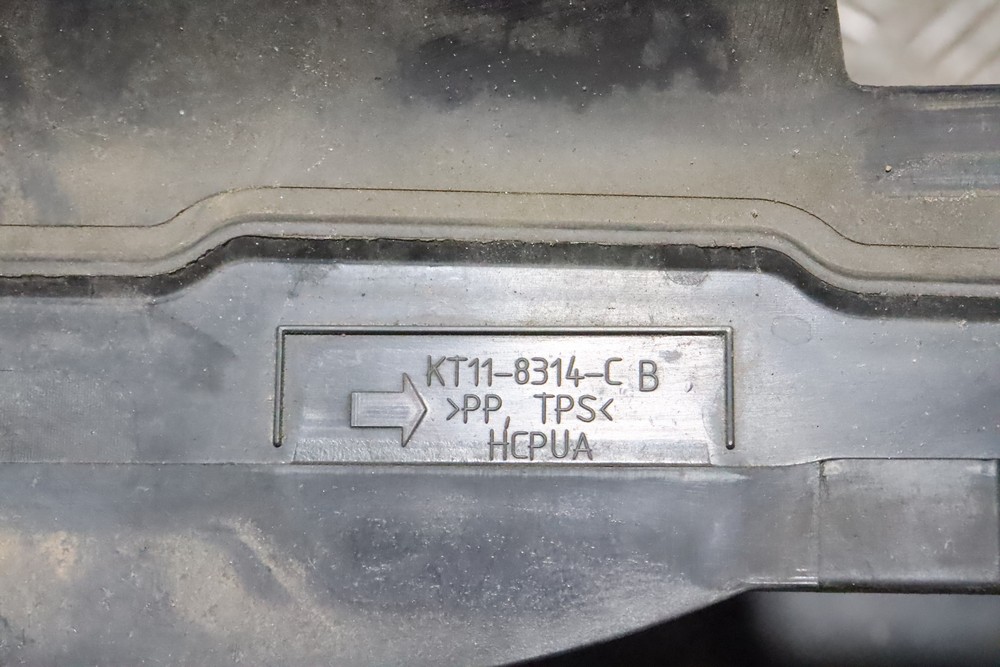 KT11-8314-C B
>PP, TPS<
HCPUA